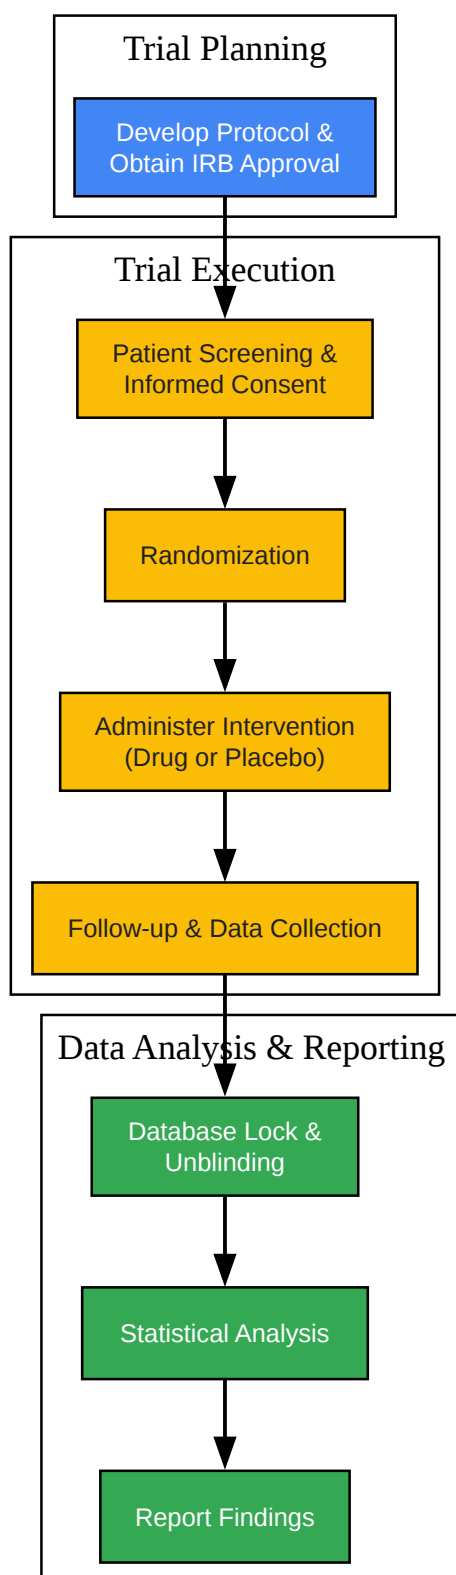 Trial Planning
Develop Protocol &
Obtain IRB Approval
Trial Execution
Patient Screening &
Informed Consent
Randomization
Administer Intervention
(Drug or Placebo)
Follow-up & Data Collection
Data Analysis & Reporting
Database Lock &
Unblinding
Statistical Analysis
Report Findings